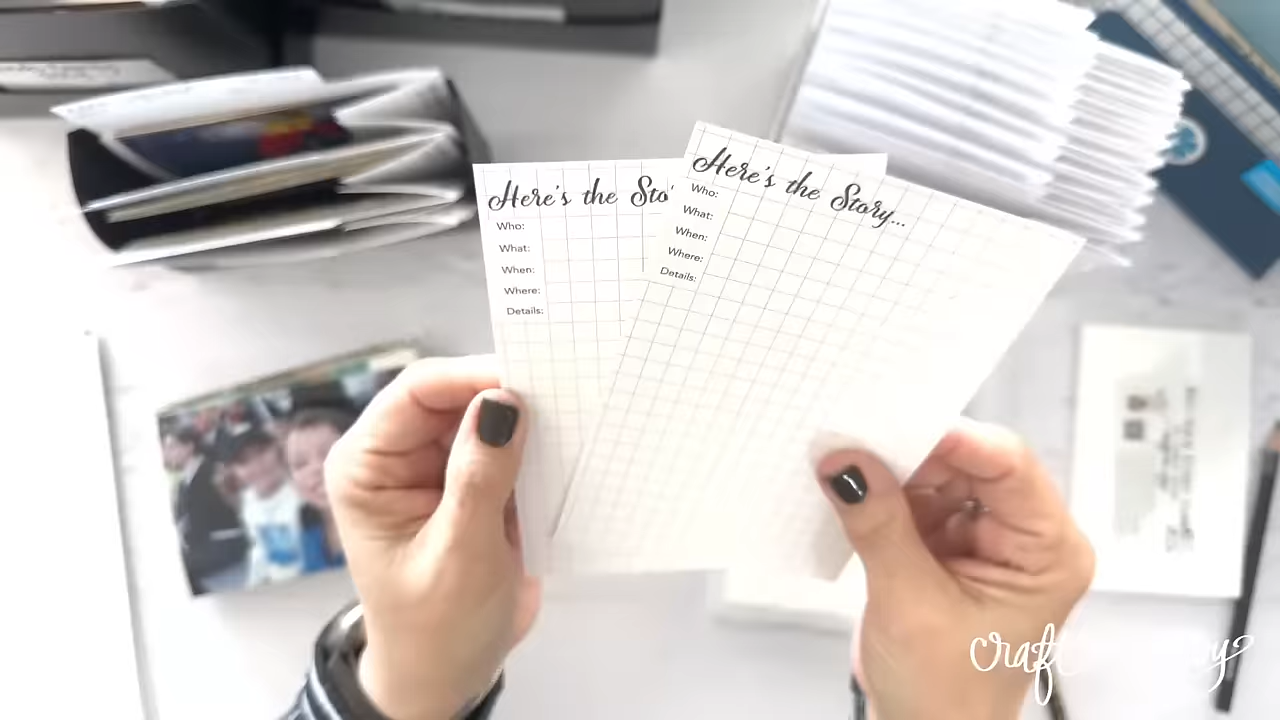 Here's the Sto
Who:
What:
When:
Where:
Details:
Here's the Story...
Who:
What:
When:
Where:
Details: